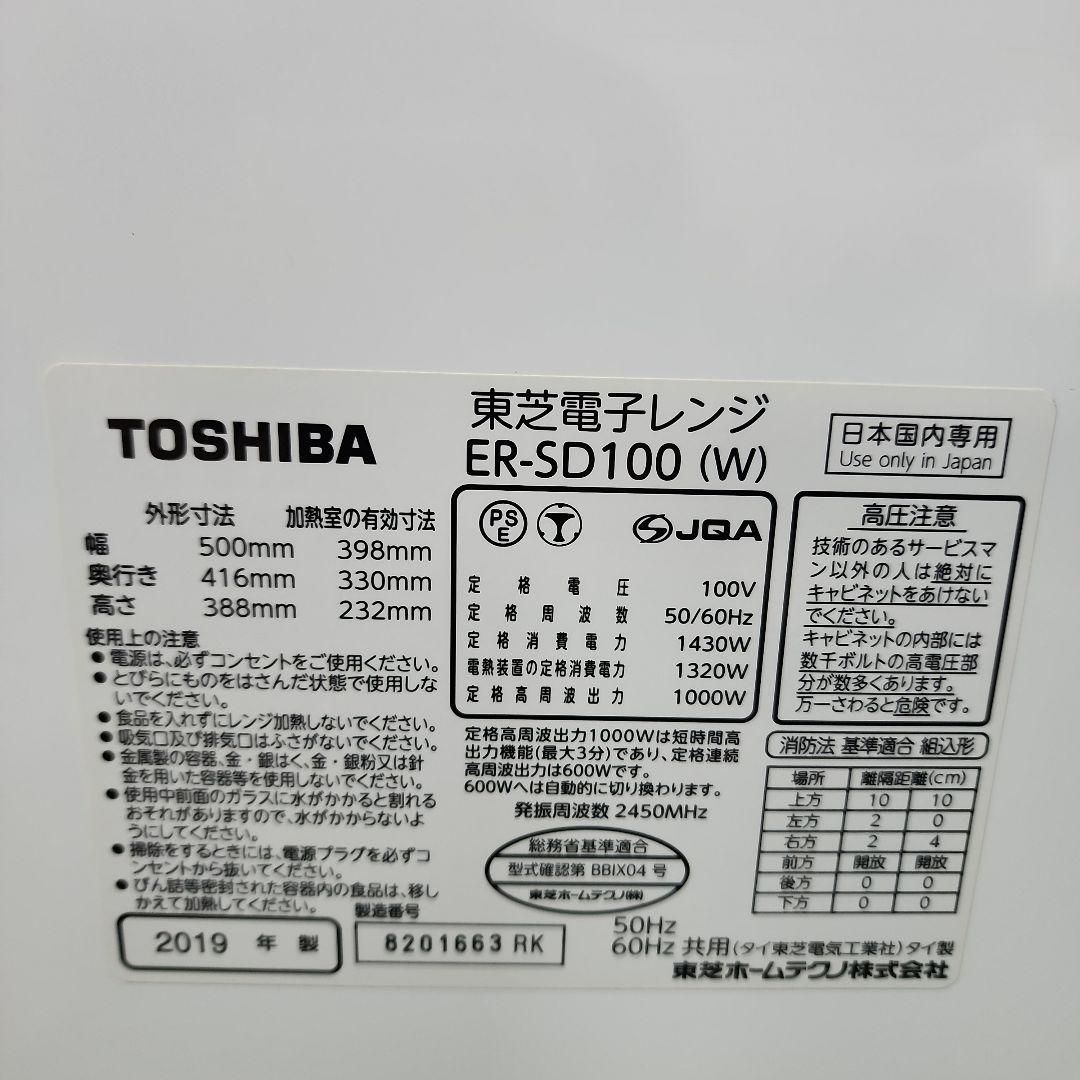 TOSHIBA
東芝電子レンジ
ER-SD100 (W)
日本国内専用
Use only in Japan
外形寸法 加熱室の有効寸法
幅 500mm 398mm
奥行き 416mm 330mm
高さ 388mm 232mm
使用上の注意
●電源は、必ずコンセントをご使用ください。
●とびらにものをはさんだ状態で使用しな
いでください。
●食品を入れずにレンジ加熱しないでください。
●吸気口及び排気口はふさがないでください。
●金属製の容器、金・銀はく、金・銀粉又は針
金を用いた容器等を使用しないでください。
●使用中前面のガラスに水がかかると割れる
おそれがありますので、水がかからないよ
うにしてください。
●掃除をするときには、電源プラグを必ずコ
ンセントから抜いてください。
●びん詰等密封された容器内の食品は、移し
かえて加熱してください。
2019 年 製
製造番号
8201663 RK
PSE JQA
定格電圧 100V
定格周波数 50/60Hz
定格消費電力 1430W
電熱装置の定格消費電力 1320W
定格高周波出力 1000W
定格高周波出力1000Wは短時間高
出力機能(最大3分)であり、定格連続
高周波出力は600Wです。
600Wへは自動的に切り換わります。
発振周波数 2450MHz
総務省基準適合
型式確認第 BBIX04 号
東芝ホームテクノ(株)
高圧注意
技術のあるサービスマ
ン以外の人は絶対に
キャビネットをあけない
でください。
キャビネットの内部には
数千ボルトの高電圧部
分が数多くあります。
万一さわると危険です。
消防法 基準適合 組込形
場所 離隔距離(cm)
上方 10 10
左方 2 0
右方 2 4
前方 開放 開放
後方 0 0
下方 0 0
50Hz
60Hz 共用 (タイ東芝電気工業社) タイ製
東芝ホームテクノ株式会社